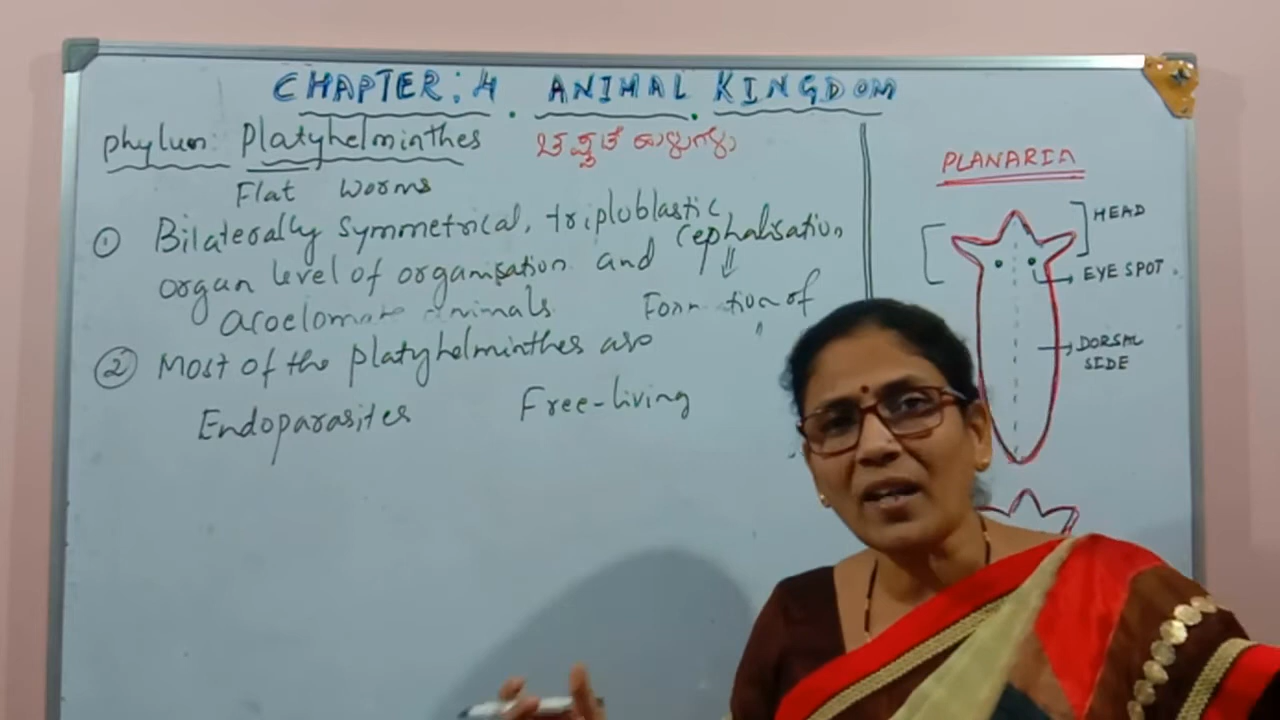 CHAPTER: 4 . ANIMAL . KINGDOM
Phylum: Platyhelminthes
Flat Worms
① Bilaterally symmetrical, triploblastic,
organ level of organisation and cephalisation
acoelomate animals Formation of
② Most of the platyhelminthes are
Endoparasites Free-living
PLANARIA
HEAD
EYE SPOT .
DORSAL
SIDE